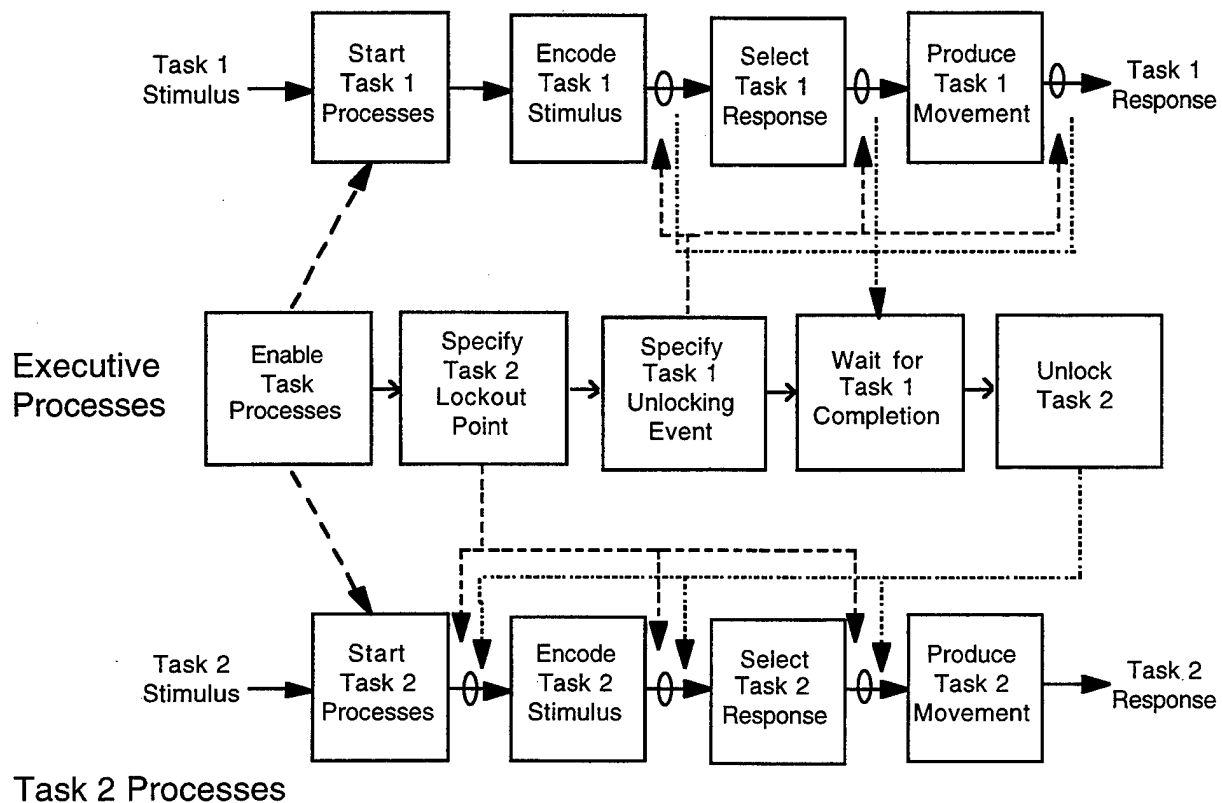 Task 1
Stimulus
Start
Task 1
Processes
Encode
Task 1
Stimulus
Select
Task 1
Response
Produce
Task 1
Movement
Task 1
Response
Executive
Processes
Enable
Task
Processes
Specify
Task 2
Lockout
Point
Specify
Task 1
Unlocking
Event
Wait for
Task 1
Completion
Unlock
Task 2
Task 2
Stimulus
Start
Task 2
Processes
Encode
Task 2
Stimulus
Select
Task 2
Response
Produce
Task 2
Movement
Task 2
Response
Task 2 Processes